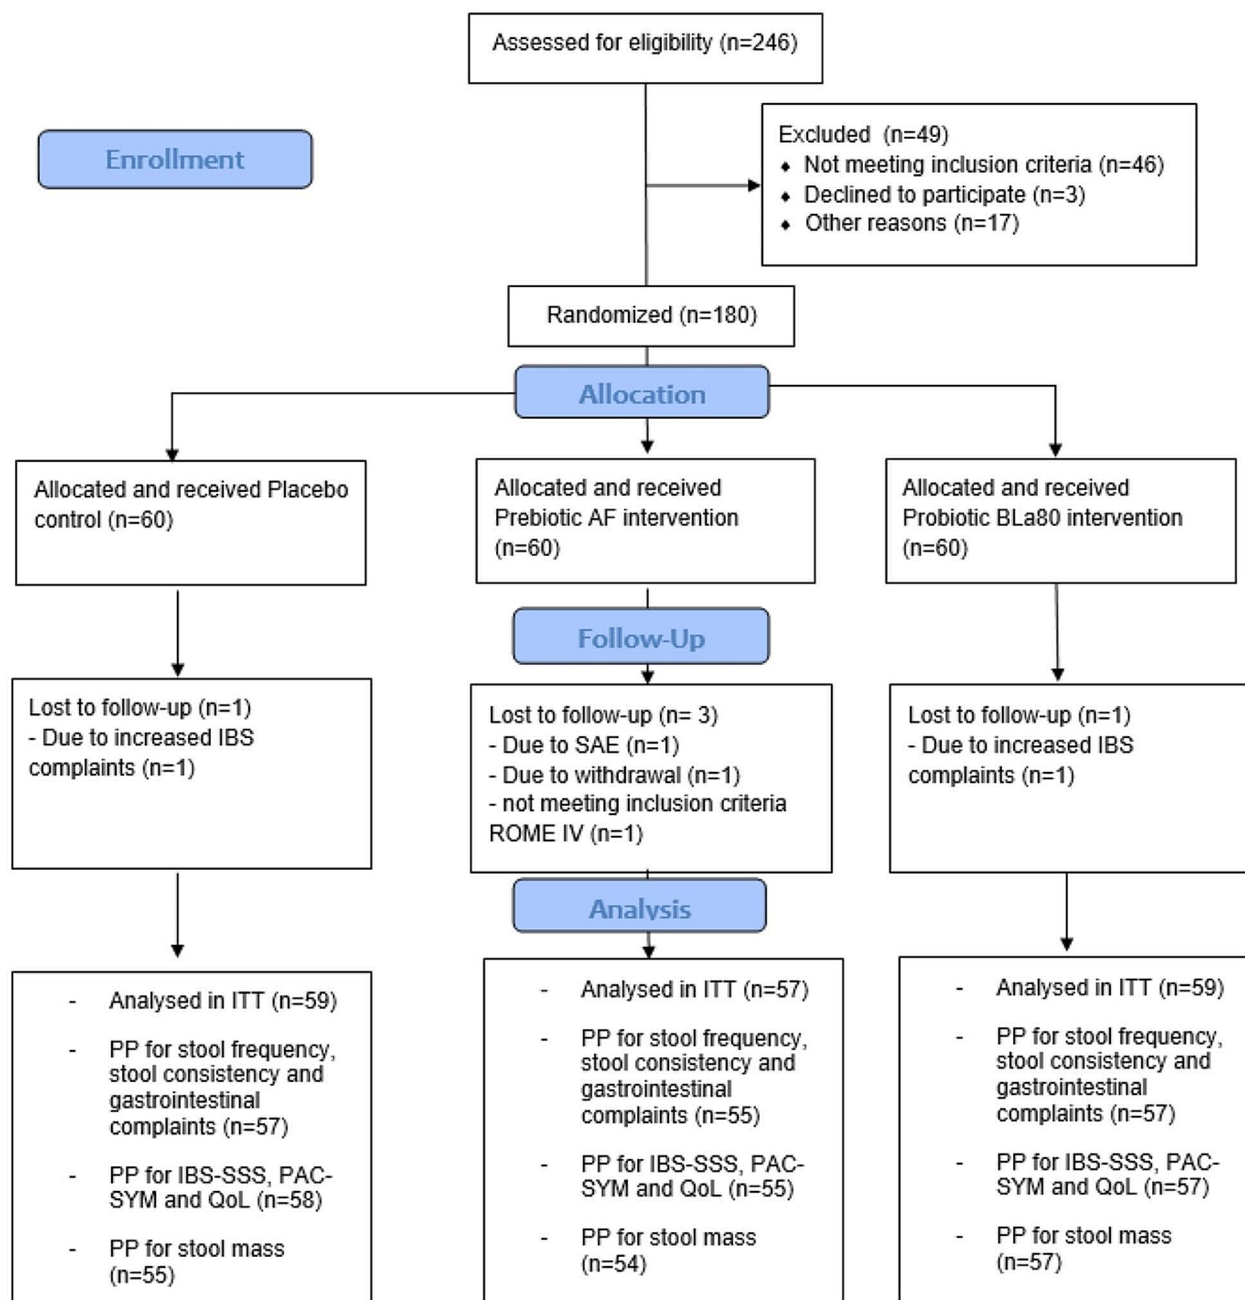 Assessed for eligibility (n=246)
Enrollment
Excluded  (n=49)
♦ Not meeting inclusion criteria (n=46)
♦ Declined to participate (n=3)
♦ Other reasons (n=17)
Randomized (n=180)
Allocation
Allocated and received Placebo
control (n=60)
Allocated and received
Prebiotic AF intervention
(n=60)
Allocated and received
Probiotic BLa80 intervention
(n=60)
Follow-Up
Lost to follow-up (n=1)
- Due to increased IBS
complaints (n=1)
Lost to follow-up (n= 3)
- Due to SAE (n=1)
- Due to withdrawal (n=1)
- not meeting inclusion criteria
ROME IV (n=1)
Lost to follow-up (n=1)
- Due to increased IBS
complaints (n=1)
Analysis
- Analysed in ITT (n=59)
- PP for stool frequency,
stool consistency and
gastrointestinal
complaints (n=57)
- PP for IBS-SSS, PAC-
SYM and QoL (n=58)
- PP for stool mass
(n=55)
- Analysed in ITT (n=57)
- PP for stool frequency,
stool consistency and
gastrointestinal
complaints (n=55)
- PP for IBS-SSS, PAC-
SYM and QoL (n=55)
- PP for stool mass
(n=54)
- Analysed in ITT (n=59)
- PP for stool frequency,
stool consistency and
gastrointestinal
complaints (n=57)
- PP for IBS-SSS, PAC-
SYM and QoL (n=57)
- PP for stool mass
(n=57)